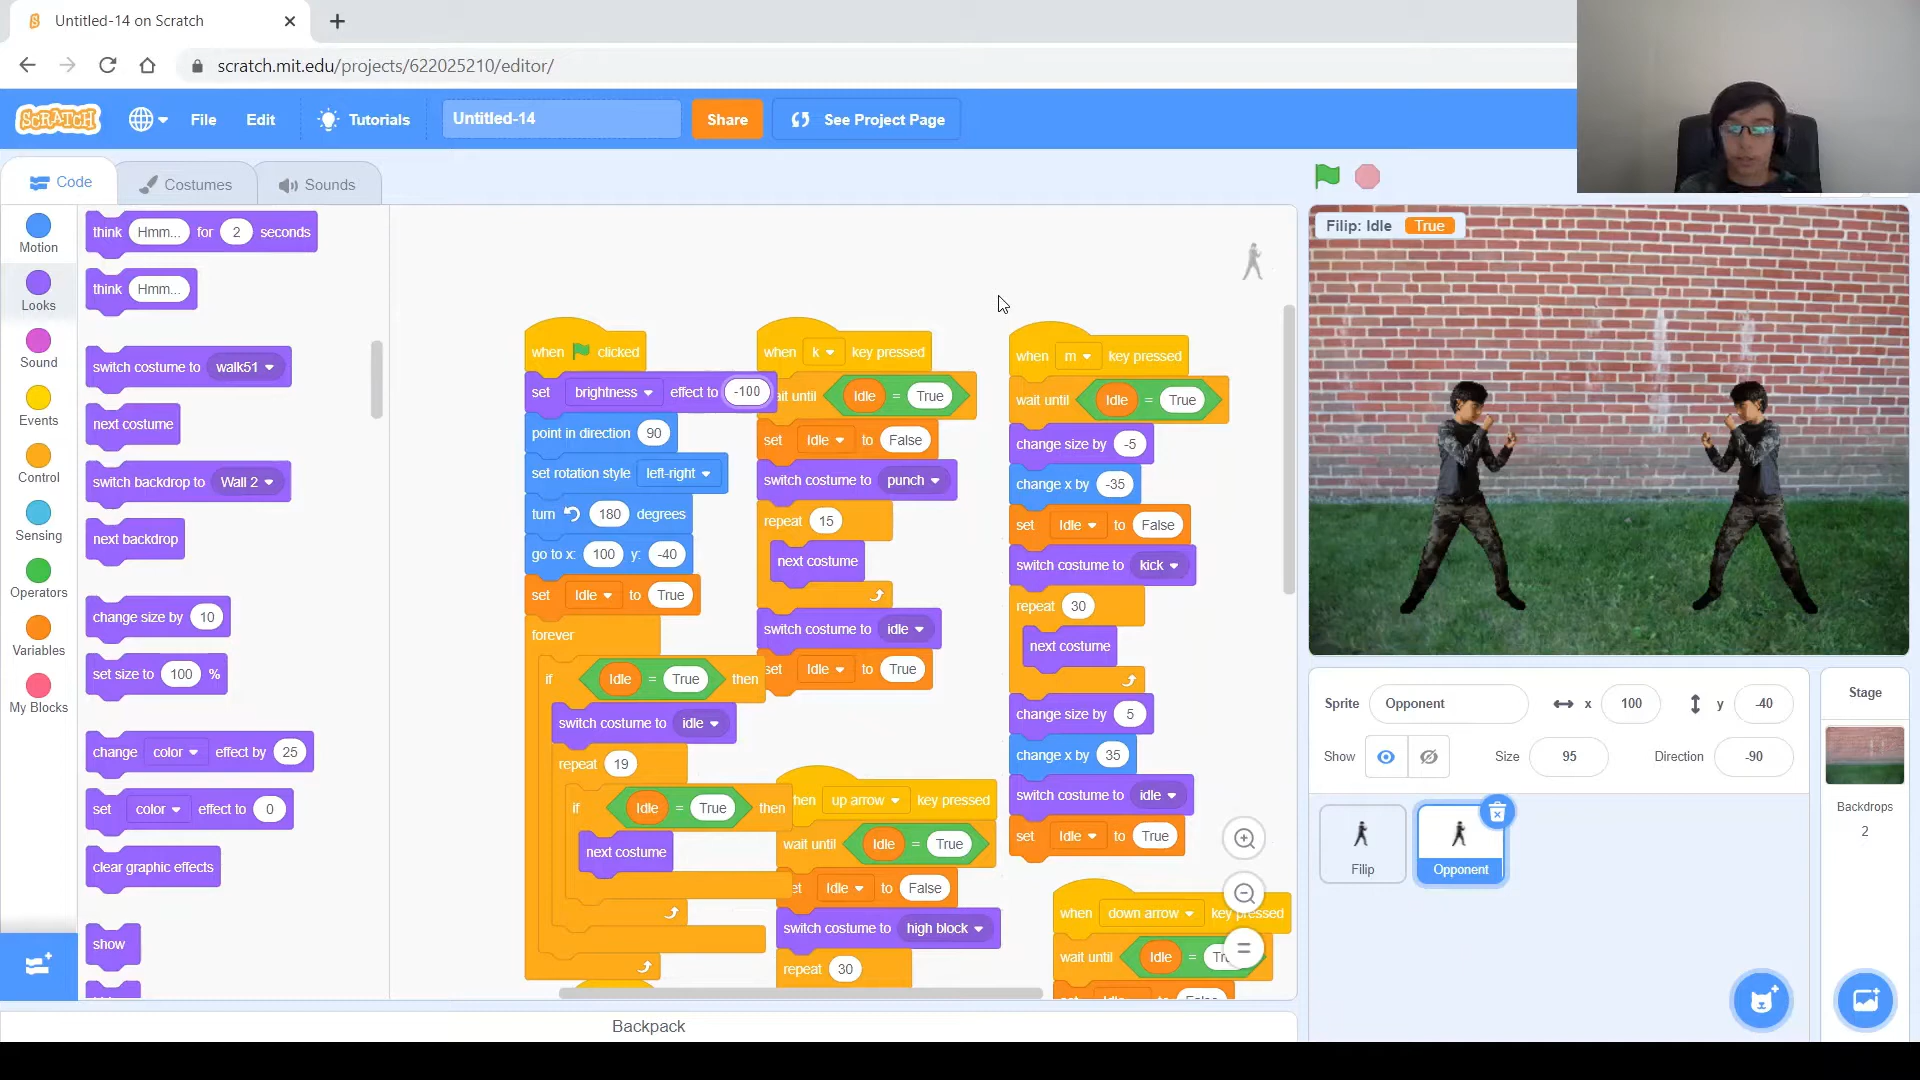 Untitled-14 on Scratch
scratch.mit.edu/projects/622025210/editor/
SCRATCH
File
Edit
Tutorials
Untitled-14
Share
See Project Page
Code
Costumes
Sounds
Motion
Looks
Sound
Events
Control
Sensing
Operators
Variables
My Blocks
think Hmm... for 2 seconds
think Hmm...
switch costume to walk51
next costume
switch backdrop to Wall 2
next backdrop
change size by 10
set size to 100 %
change color effect by 25
set color effect to 0
clear graphic effects
show
when clicked
set brightness effect to -100
point in direction 90
set rotation style left-right
turn 180 degrees
go to x: 100 y: -40
set Idle to True
forever
if Idle = True then
switch costume to idle
repeat 19
if Idle = True then
next costume
when k key pressed
ait until Idle = True
set Idle to False
switch costume to punch
repeat 15
next costume
switch costume to idle
set Idle to True
hen up arrow key pressed
wait until Idle = True
et Idle to False
switch costume to high block
repeat 30
when m key pressed
wait until Idle = True
change size by -5
change x by -35
set Idle to False
switch costume to kick
repeat 30
next costume
change size by 5
change x by 35
switch costume to idle
set Idle to True
when down arrow key pressed
wait until Idle =
Backpack
Filip: Idle True
Sprite Opponent x 100 y -40
Show Size 95 Direction -90
Filip
Opponent
Stage
Backdrops
2